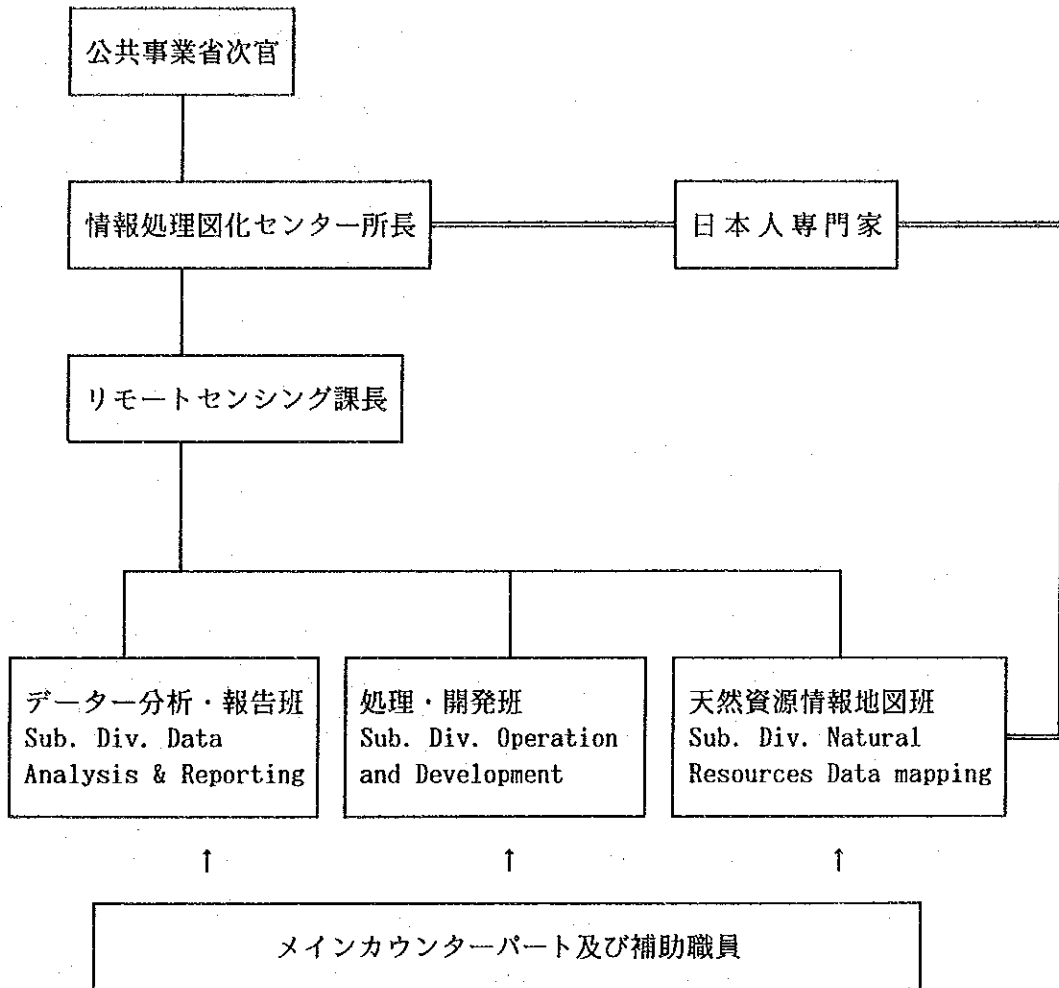 公共事業省次官
情報処理図化センター所長
日本人専門家
リモートセンシング課長
データー分析・報告班
Sub. Div. Data
Analysis & Reporting
処理・開発班
Sub. Div. Operation
and Development
天然資源情報地図班
Sub. Div. Natural
Resources Data mapping
↑ ↑ ↑
メインカウンターパート及び補助職員